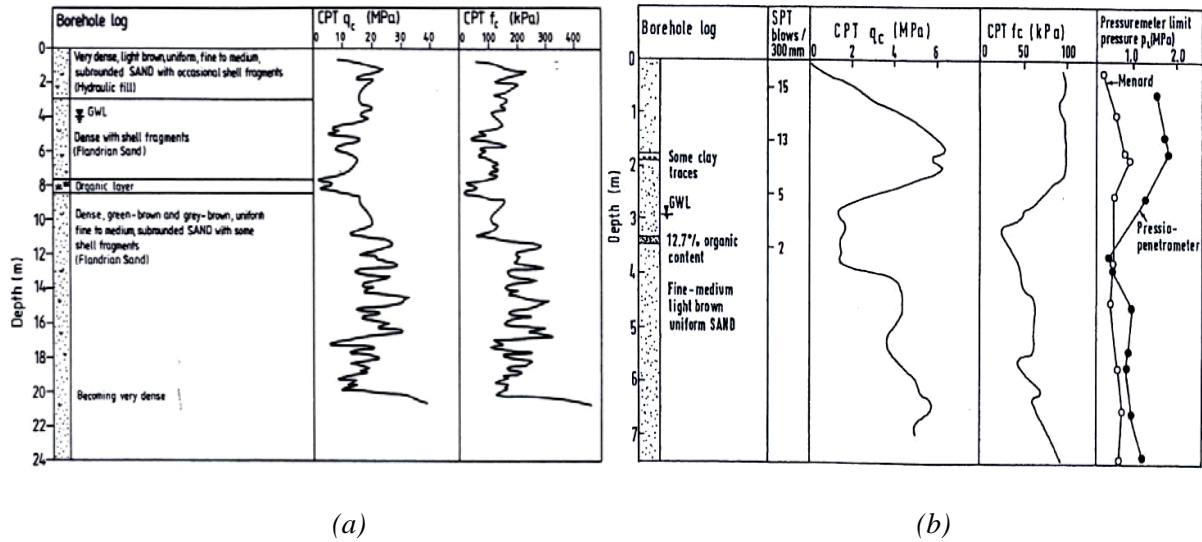 Borehole log
CPT qc (MPa)
CPT fc (kPa)
0 10 20 30 40
0 200 400
0
2
4
6
8
10
12
14
16
18
20
22
24
Depth (m)
Very dense, light brown, uniform, fine to medium,
subrounded SAND with occasional shell fragments
(Hydraulic fill)
GWL
Dense with shell fragments
(Flandrian Sand)
Organic layer
Dense, green-brown and grey-brown, uniform
fine to medium, subrounded SAND with some
shell fragments
(Flandrian Sand)
Becoming very dense
(a)
Borehole log
SPT
blows /
300 mm
CPT qc (MPa)
0 2 4 6
CPT fc (kPa)
0 50 100
Pressuremeter limit
pressure pl (MPa)
1,0 2.0
0
1
2
3
4
5
6
7
Depth (m)
15
13
5
2
Some clay
traces
GWL
12.7% organic
content
Fine-medium
light brown
uniform SAND
Menard
Pressio-
penetrometer
(b)